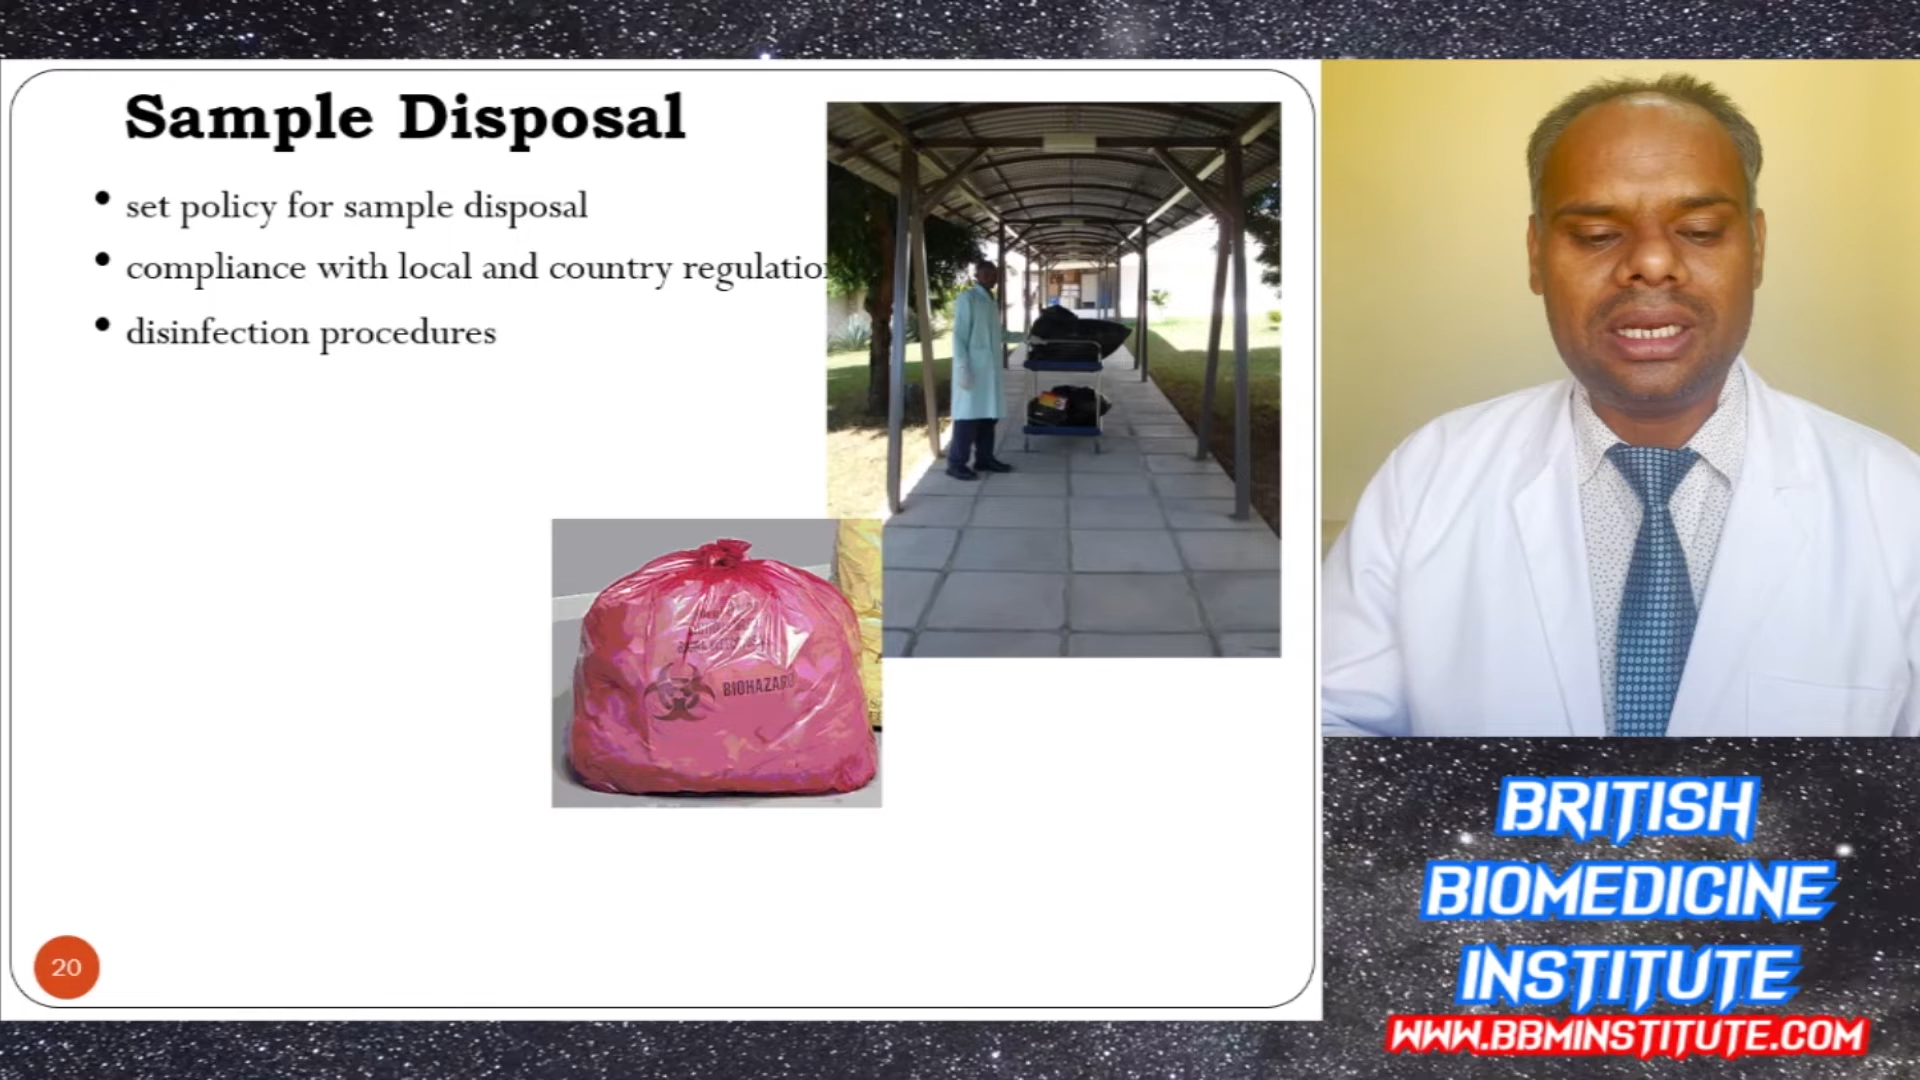 Sample Disposal
• set policy for sample disposal
• compliance with local and country regulation
• disinfection procedures
BIOHAZARD
20
BRITISH
BIOMEDICINE
INSTITUTE
WWW.BBMINSTITUTE.COM